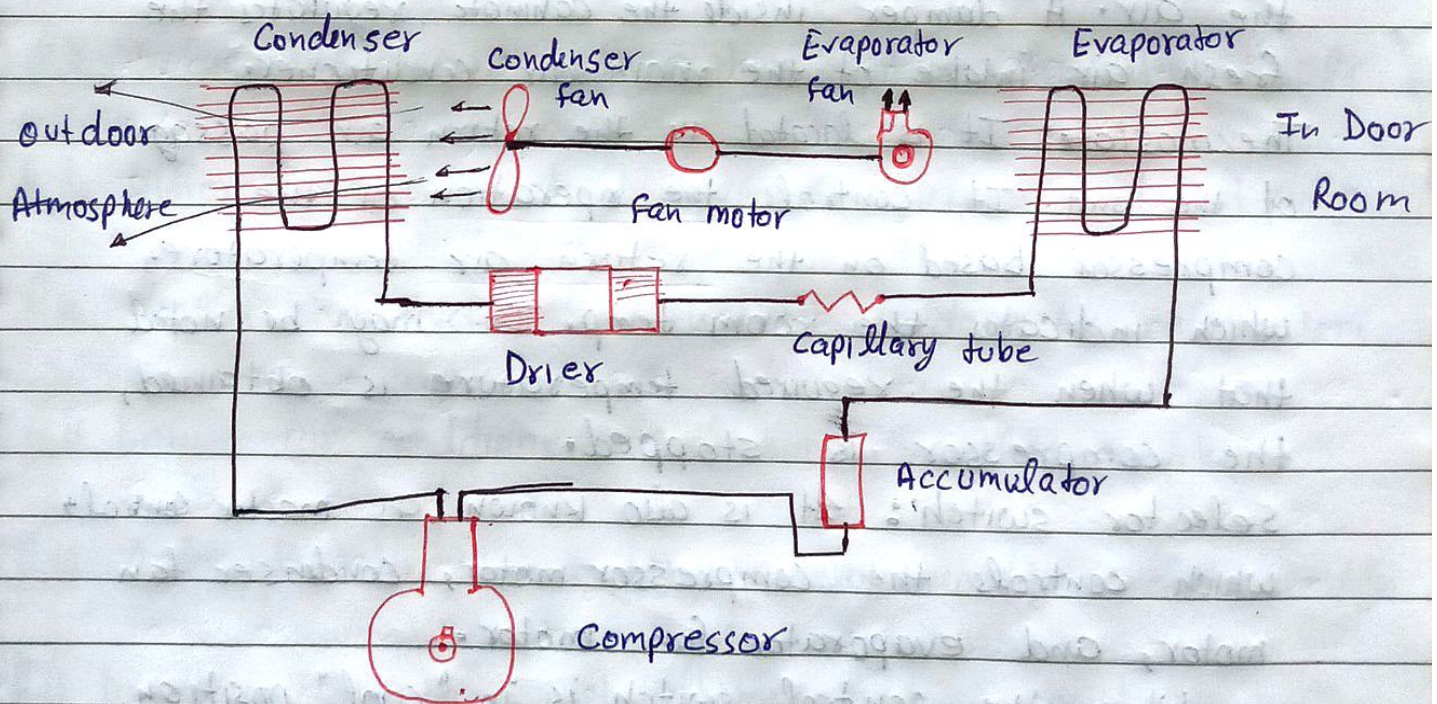 Condenser
Condenser
fan
Evaporator
fan
Evaporator
Outdoor
Atmosphere
In Door
Room
Fan motor
Drier
Capillary tube
Accumulator
Compressor